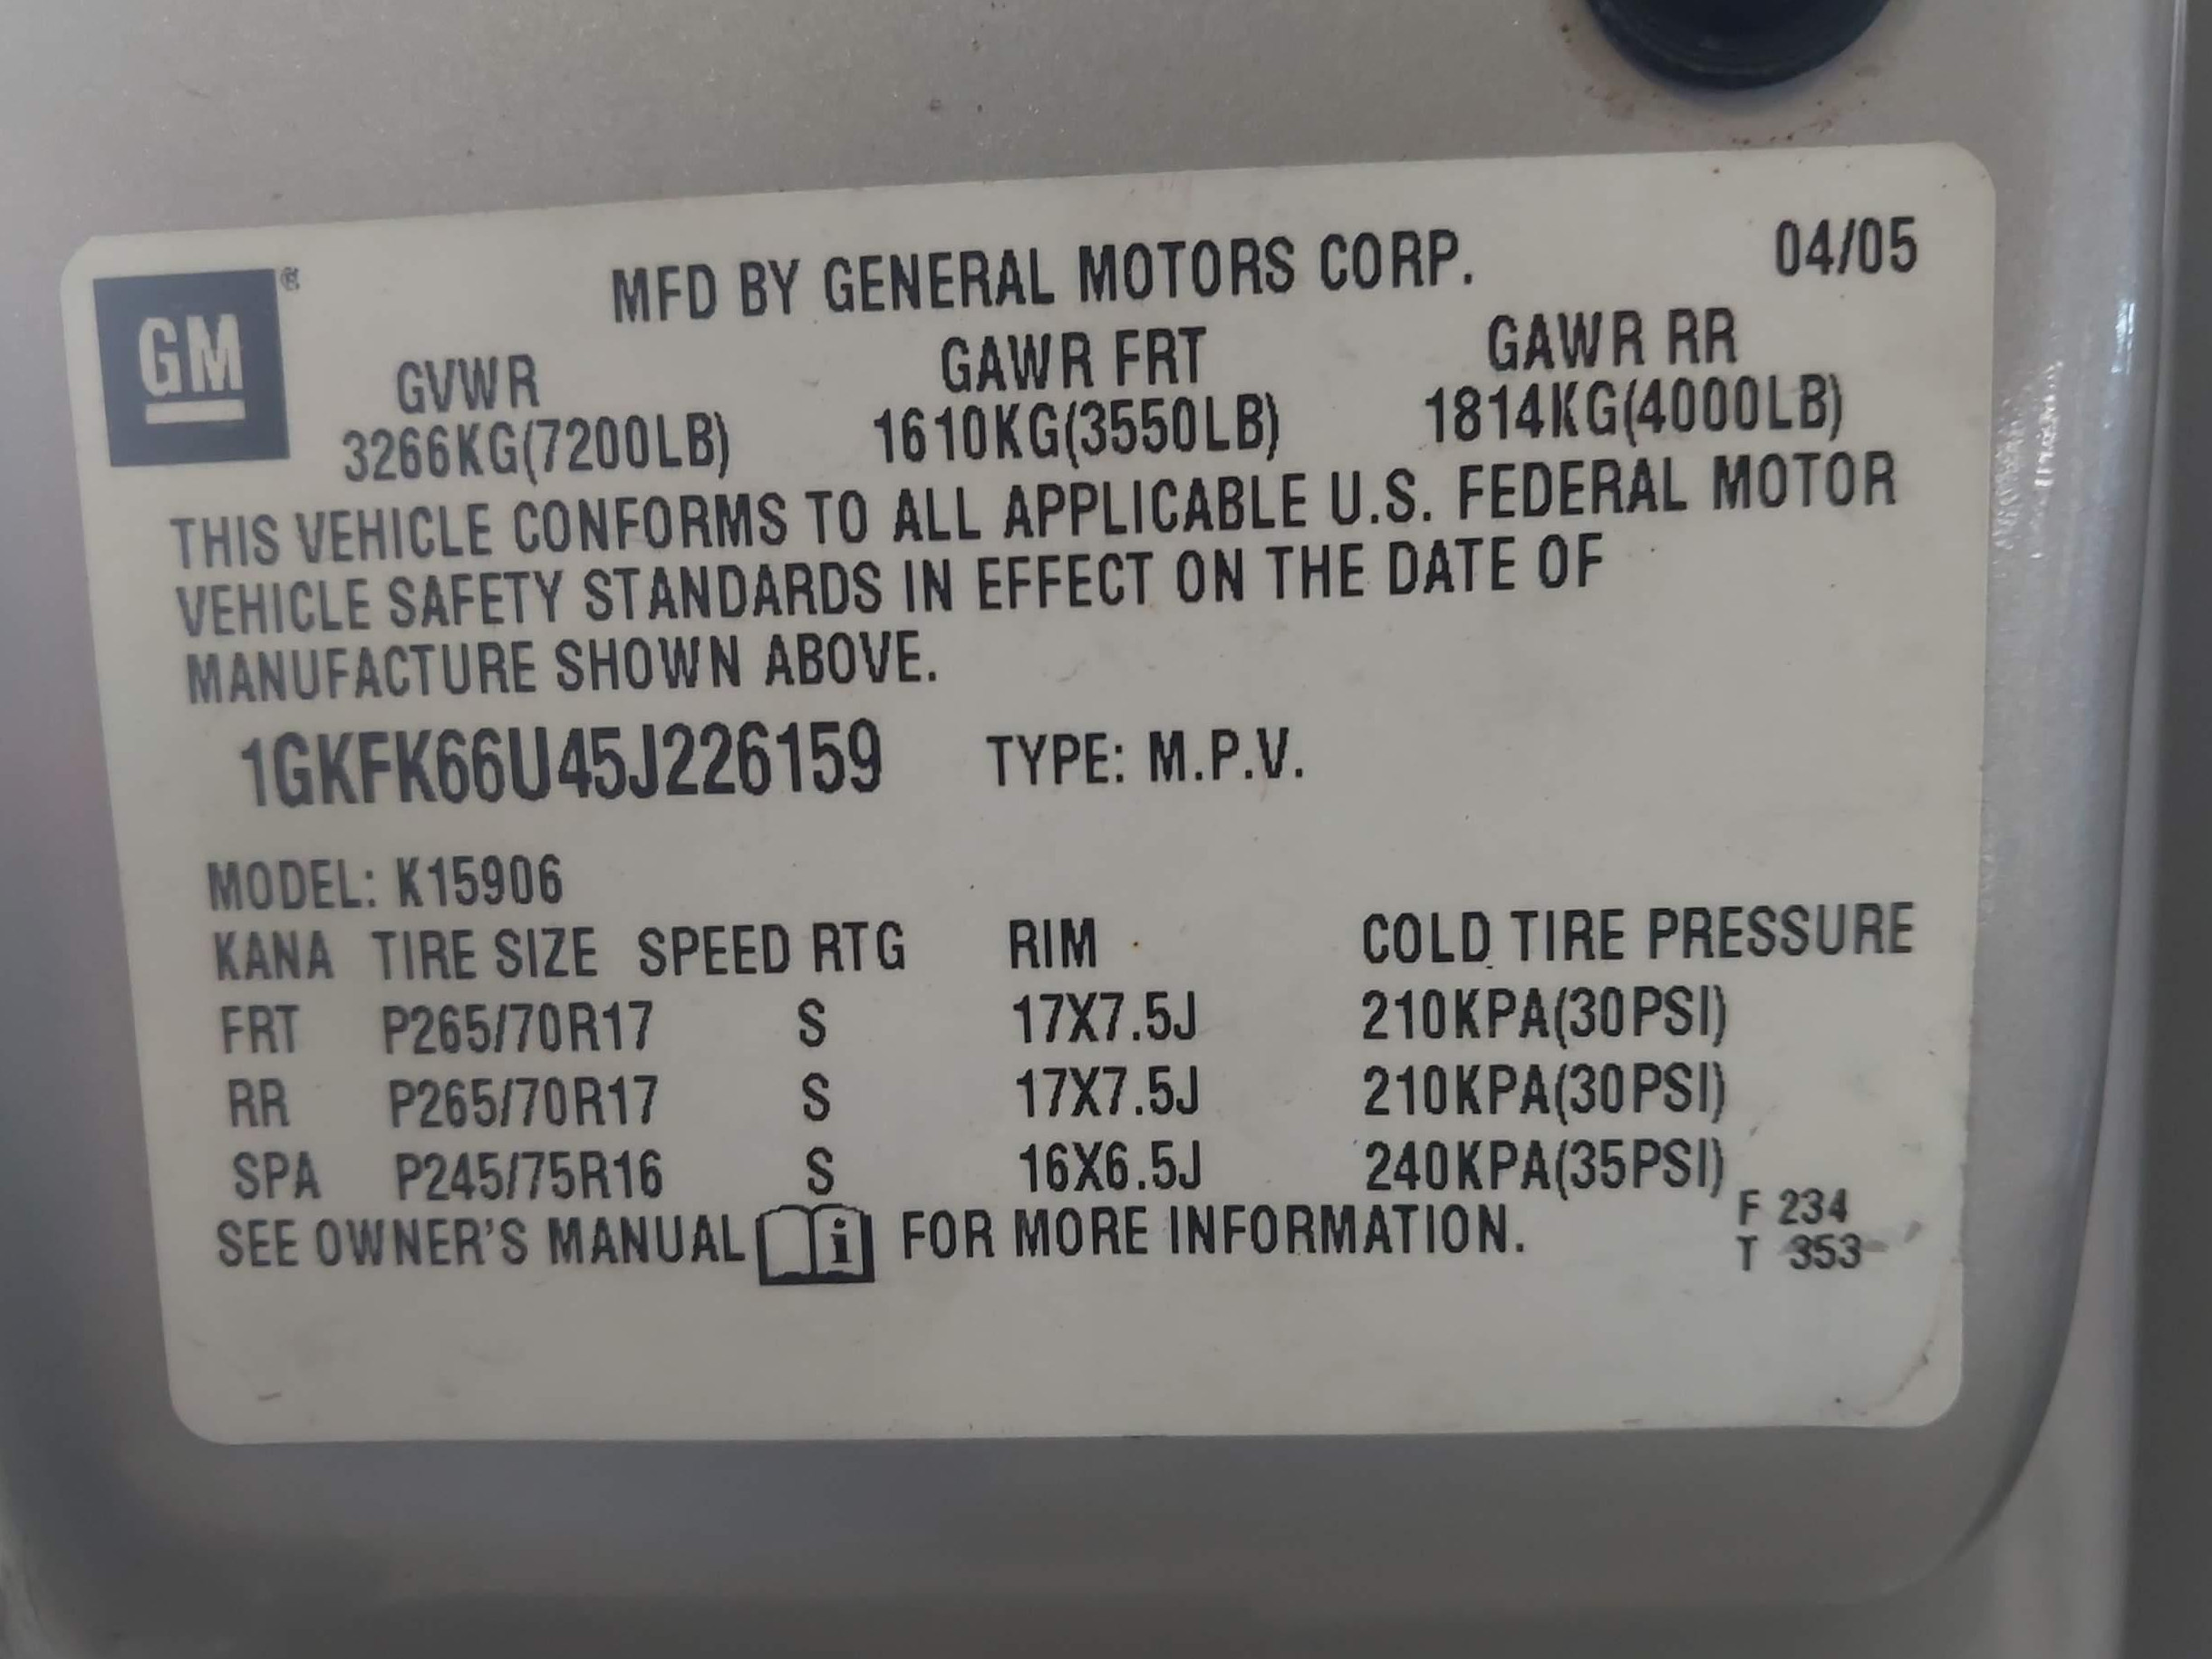 GM ®
MFD BY GENERAL MOTORS CORP. 04/05
GVWR GAWR FRT GAWR RR
3266KG(7200LB) 1610KG(3550LB) 1814KG(4000LB)
THIS VEHICLE CONFORMS TO ALL APPLICABLE U.S. FEDERAL MOTOR
VEHICLE SAFETY STANDARDS IN EFFECT ON THE DATE OF
MANUFACTURE SHOWN ABOVE.
1GKFK66U45J226159 TYPE: M.P.V.
MODEL: K15906
KANA TIRE SIZE SPEED RTG RIM COLD TIRE PRESSURE
FRT P265/70R17 S 17X7.5J 210KPA(30PSI)
RR P265/70R17 S 17X7.5J 210KPA(30PSI)
SPA P245/75R16 S 16X6.5J 240KPA(35PSI)
SEE OWNER'S MANUAL i FOR MORE INFORMATION.
F 234
T 353